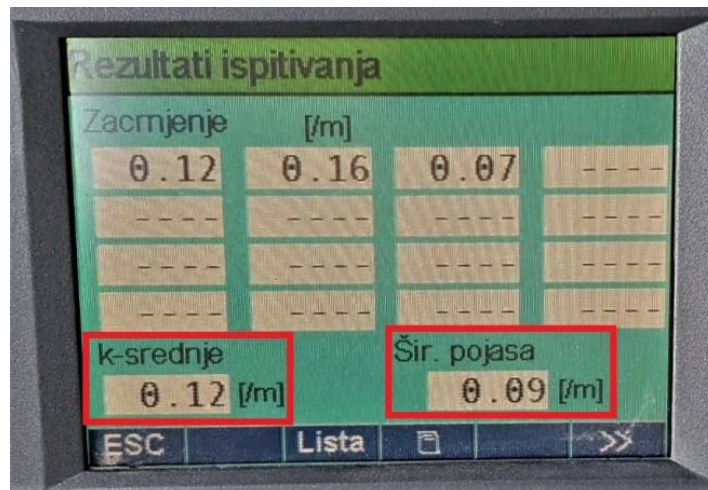 Rezultati ispitivanja
Zacrnjenje [/m]
0.12 0.16 0.07 ----
---- ---- ---- ----
---- ---- ---- ----
---- ---- ---- ----
k-srednje Šir. pojasa
0.12 [/m] 0.09 [/m]
ESC Lista >>